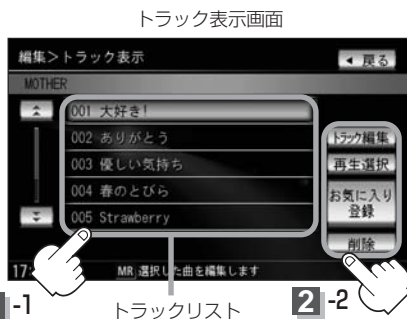 トラック表示画面
編集＞トラック表示
◀ 戻る
MOTHER
001 大好き!
002 ありがとう
003 優しい気持ち
004 春のとびら
005 Strawberry
トラック編集
再生選択
お気に入り
登録
削除
17:
MR 選択した曲を編集します
-1
トラックリスト
2 -2